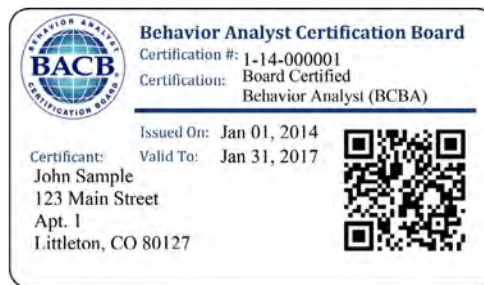 BEHAVIOR ANALYST
BACB
CERTIFICATION BOARD
Behavior Analyst Certification Board
Certification #: 1-14-000001
Certification: Board Certified
Behavior Analyst (BCBA)
Issued On: Jan 01, 2014
Valid To: Jan 31, 2017
Certificant:
John Sample
123 Main Street
Apt. 1
Littleton, CO 80127